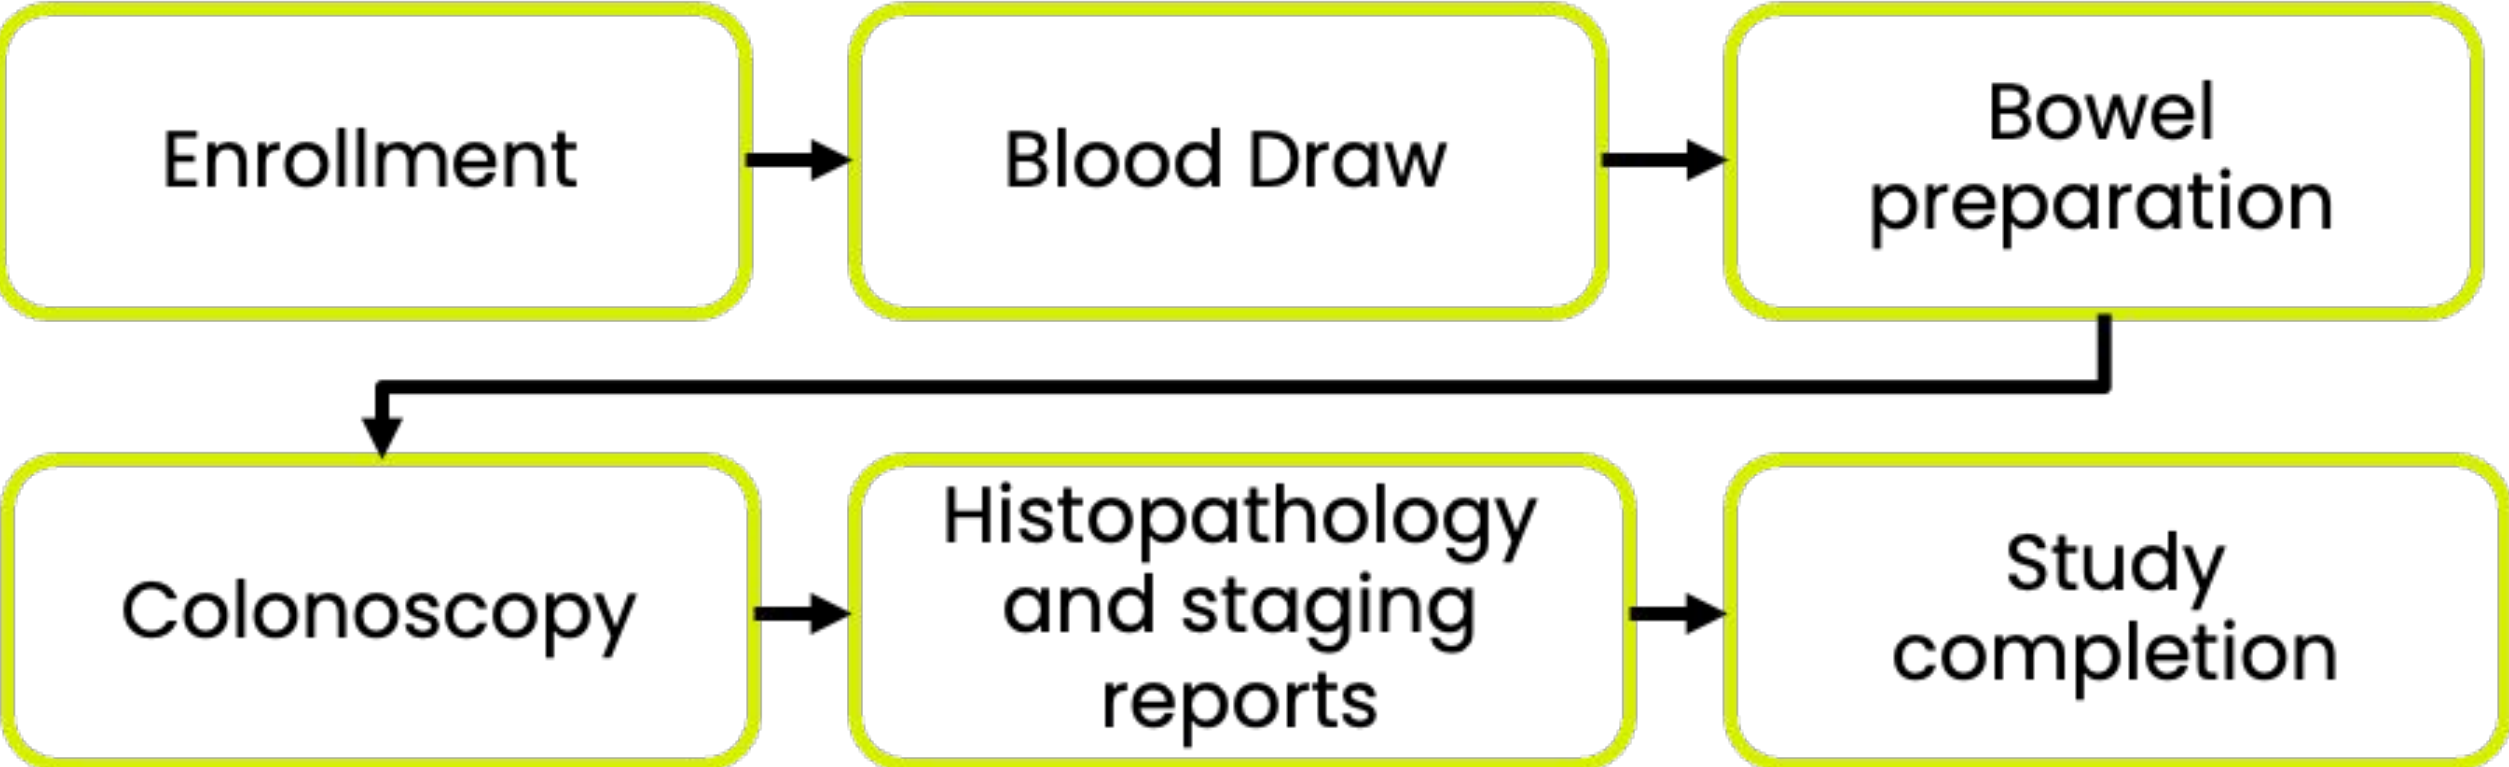 Enrollment
Blood Draw
Bowel
preparation
Colonoscopy
Histopathology
and staging
reports
Study
completion